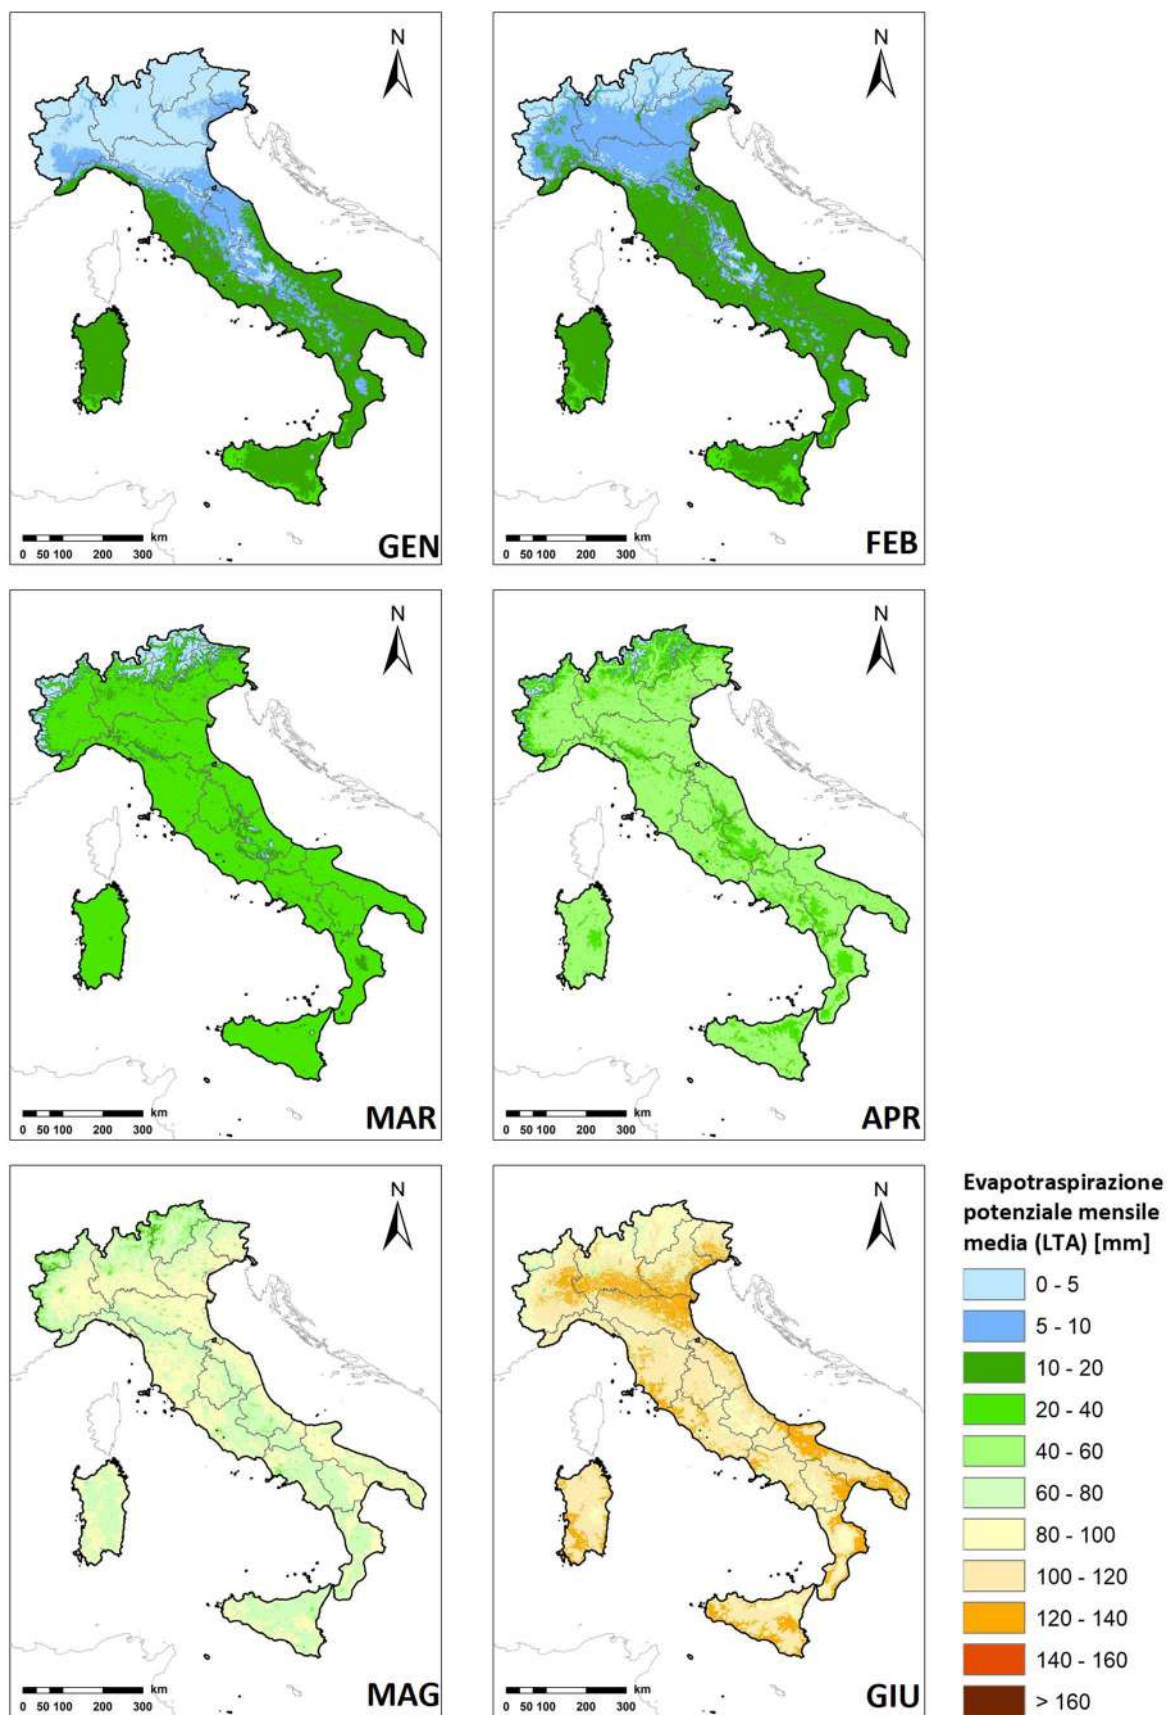 N
km
0 50 100 200 300
GEN
N
km
0 50 100 200 300
FEB
N
km
0 50 100 200 300
MAR
N
km
0 50 100 200 300
APR
N
km
0 50 100 200 300
MAG
N
km
0 50 100 200 300
GIU
Evapotraspirazione
potenziale mensile
media (LTA) [mm]
0 - 5
5 - 10
10 - 20
20 - 40
40 - 60
60 - 80
80 - 100
100 - 120
120 - 140
140 - 160
> 160